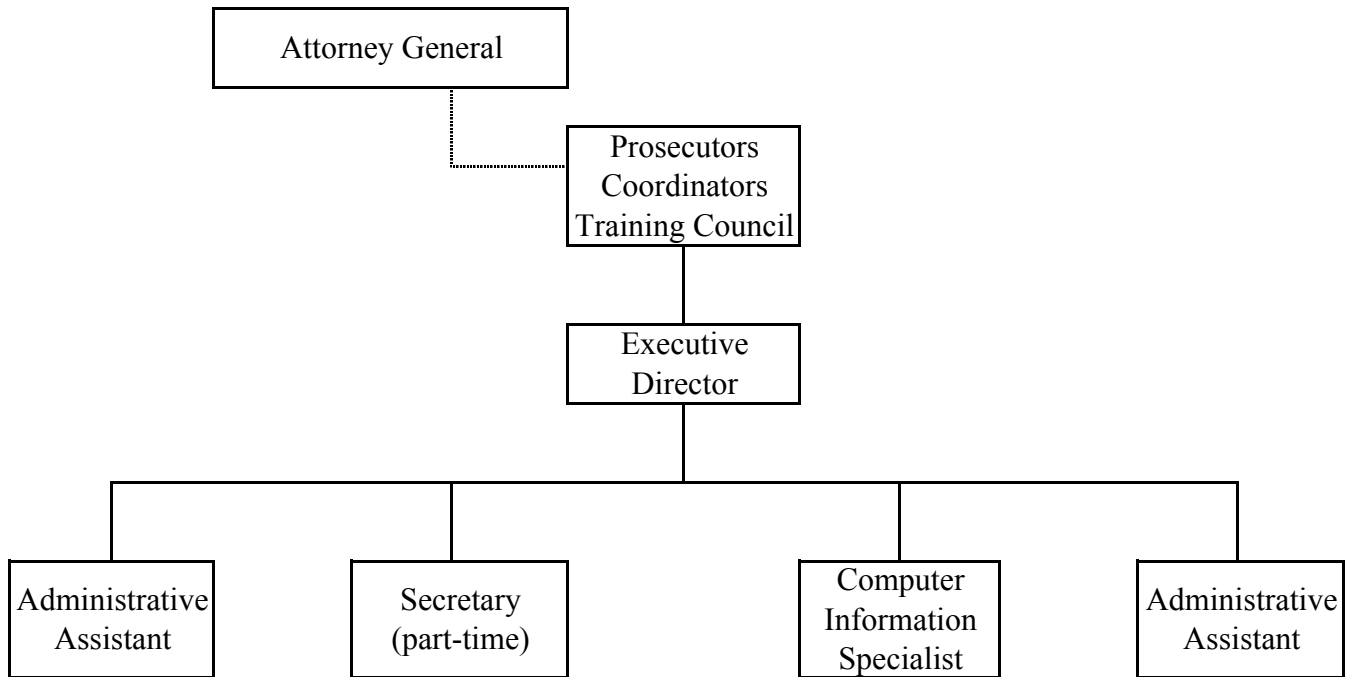 Attorney General
Prosecutors
Coordinators
Training Council
Executive
Director
Administrative
Assistant
Secretary
(part-time)
Computer
Information
Specialist
Administrative
Assistant